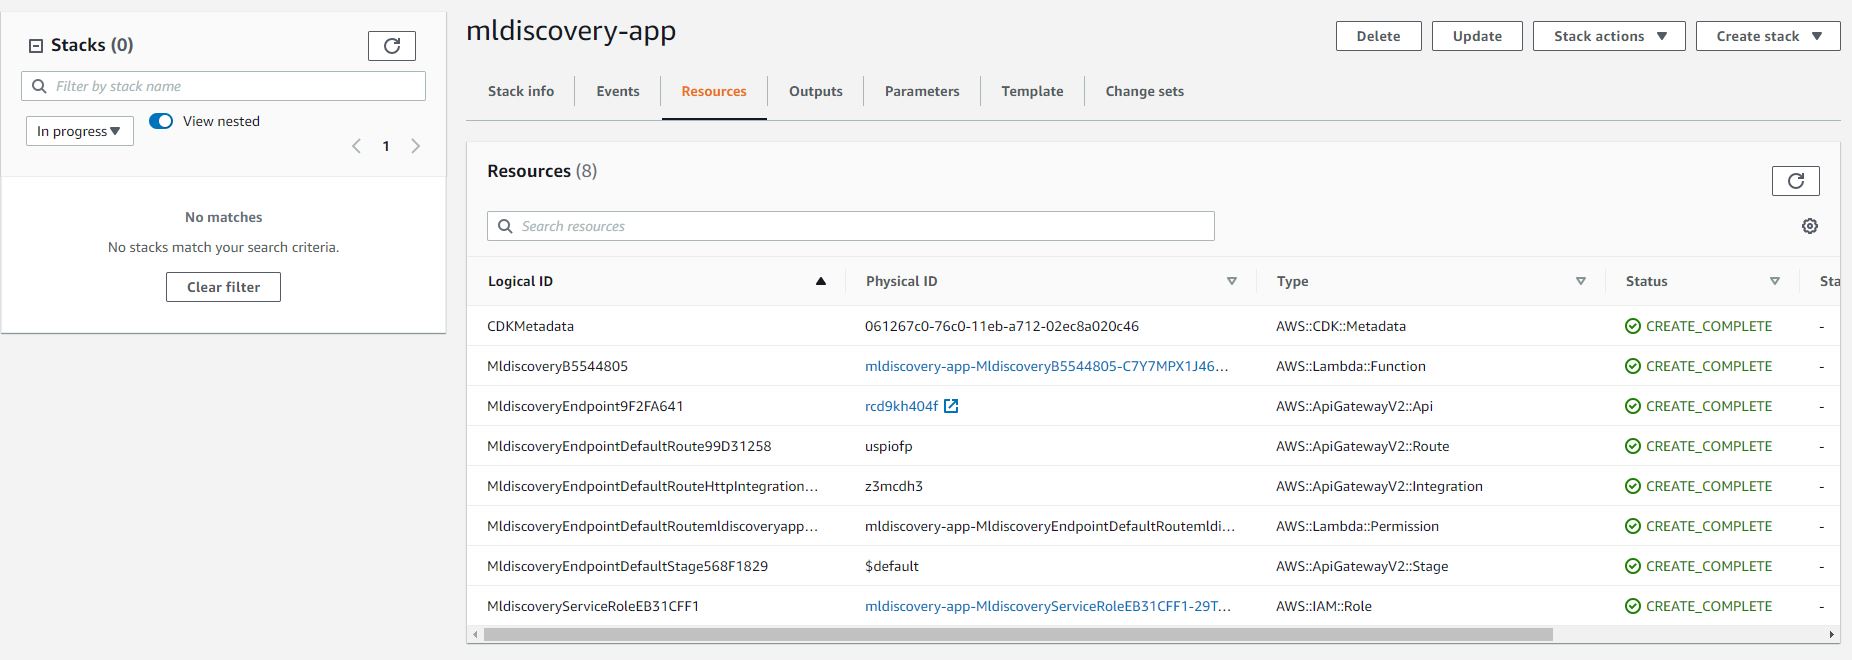 Stacks (0)
Filter by stack name
In progress
View nested
1
No matches
No stacks match your search criteria.
Clear filter
mldiscovery-app
Delete
Update
Stack actions
Create stack
Stack info
Events
Resources
Outputs
Parameters
Template
Change sets
Resources (8)
Search resources
Logical ID Physical ID Type Status Sta
CDKMetadata 061267c0-76c0-11eb-a712-02ec8a020c46 AWS::CDK::Metadata CREATE_COMPLETE -
MldiscoveryB5544805 mldiscovery-app-MldiscoveryB5544805-C7Y7MPX1J46... AWS::Lambda::Function CREATE_COMPLETE -
MldiscoveryEndpoint9F2FA641 rcd9kh404f AWS::ApiGatewayV2::Api CREATE_COMPLETE -
MldiscoveryEndpointDefaultRoute99D31258 uspiofp AWS::ApiGatewayV2::Route CREATE_COMPLETE -
MldiscoveryEndpointDefaultRouteHttpIntegration... z3mcdh3 AWS::ApiGatewayV2::Integration CREATE_COMPLETE -
MldiscoveryEndpointDefaultRoutemldiscoveryapp... mldiscovery-app-MldiscoveryEndpointDefaultRoutemldi... AWS::Lambda::Permission CREATE_COMPLETE -
MldiscoveryEndpointDefaultStage568F1829 $default AWS::ApiGatewayV2::Stage CREATE_COMPLETE -
MldiscoveryServiceRoleEB31CFF1 mldiscovery-app-MldiscoveryServiceRoleEB31CFF1-29T... AWS::IAM::Role CREATE_COMPLETE -